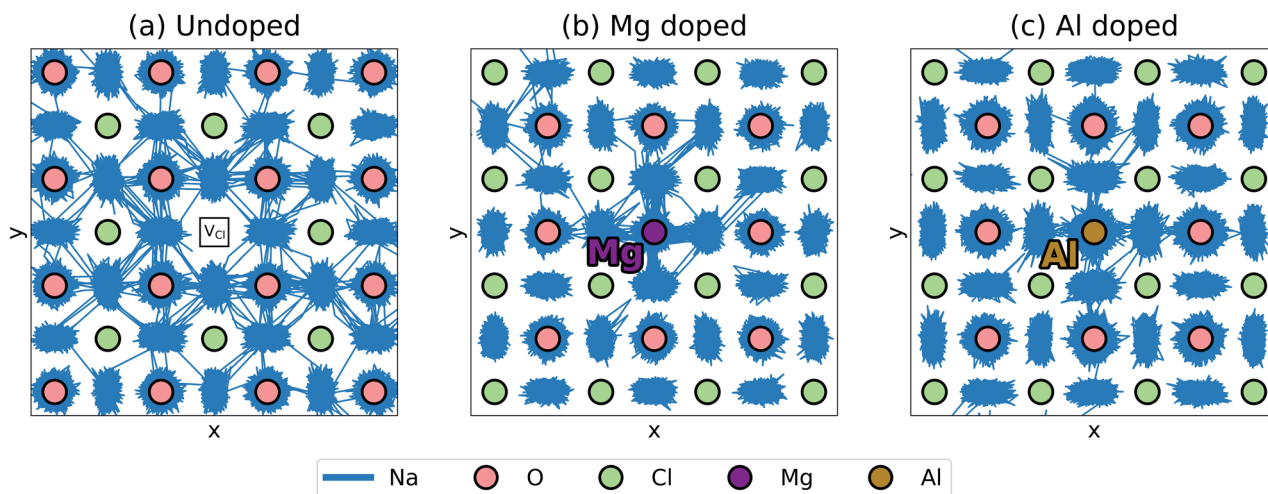 (a) Undoped
(b) Mg doped
(c) Al doped
y
V_Cl
x
y
Mg
x
y
Al
x
Na O Cl Mg Al